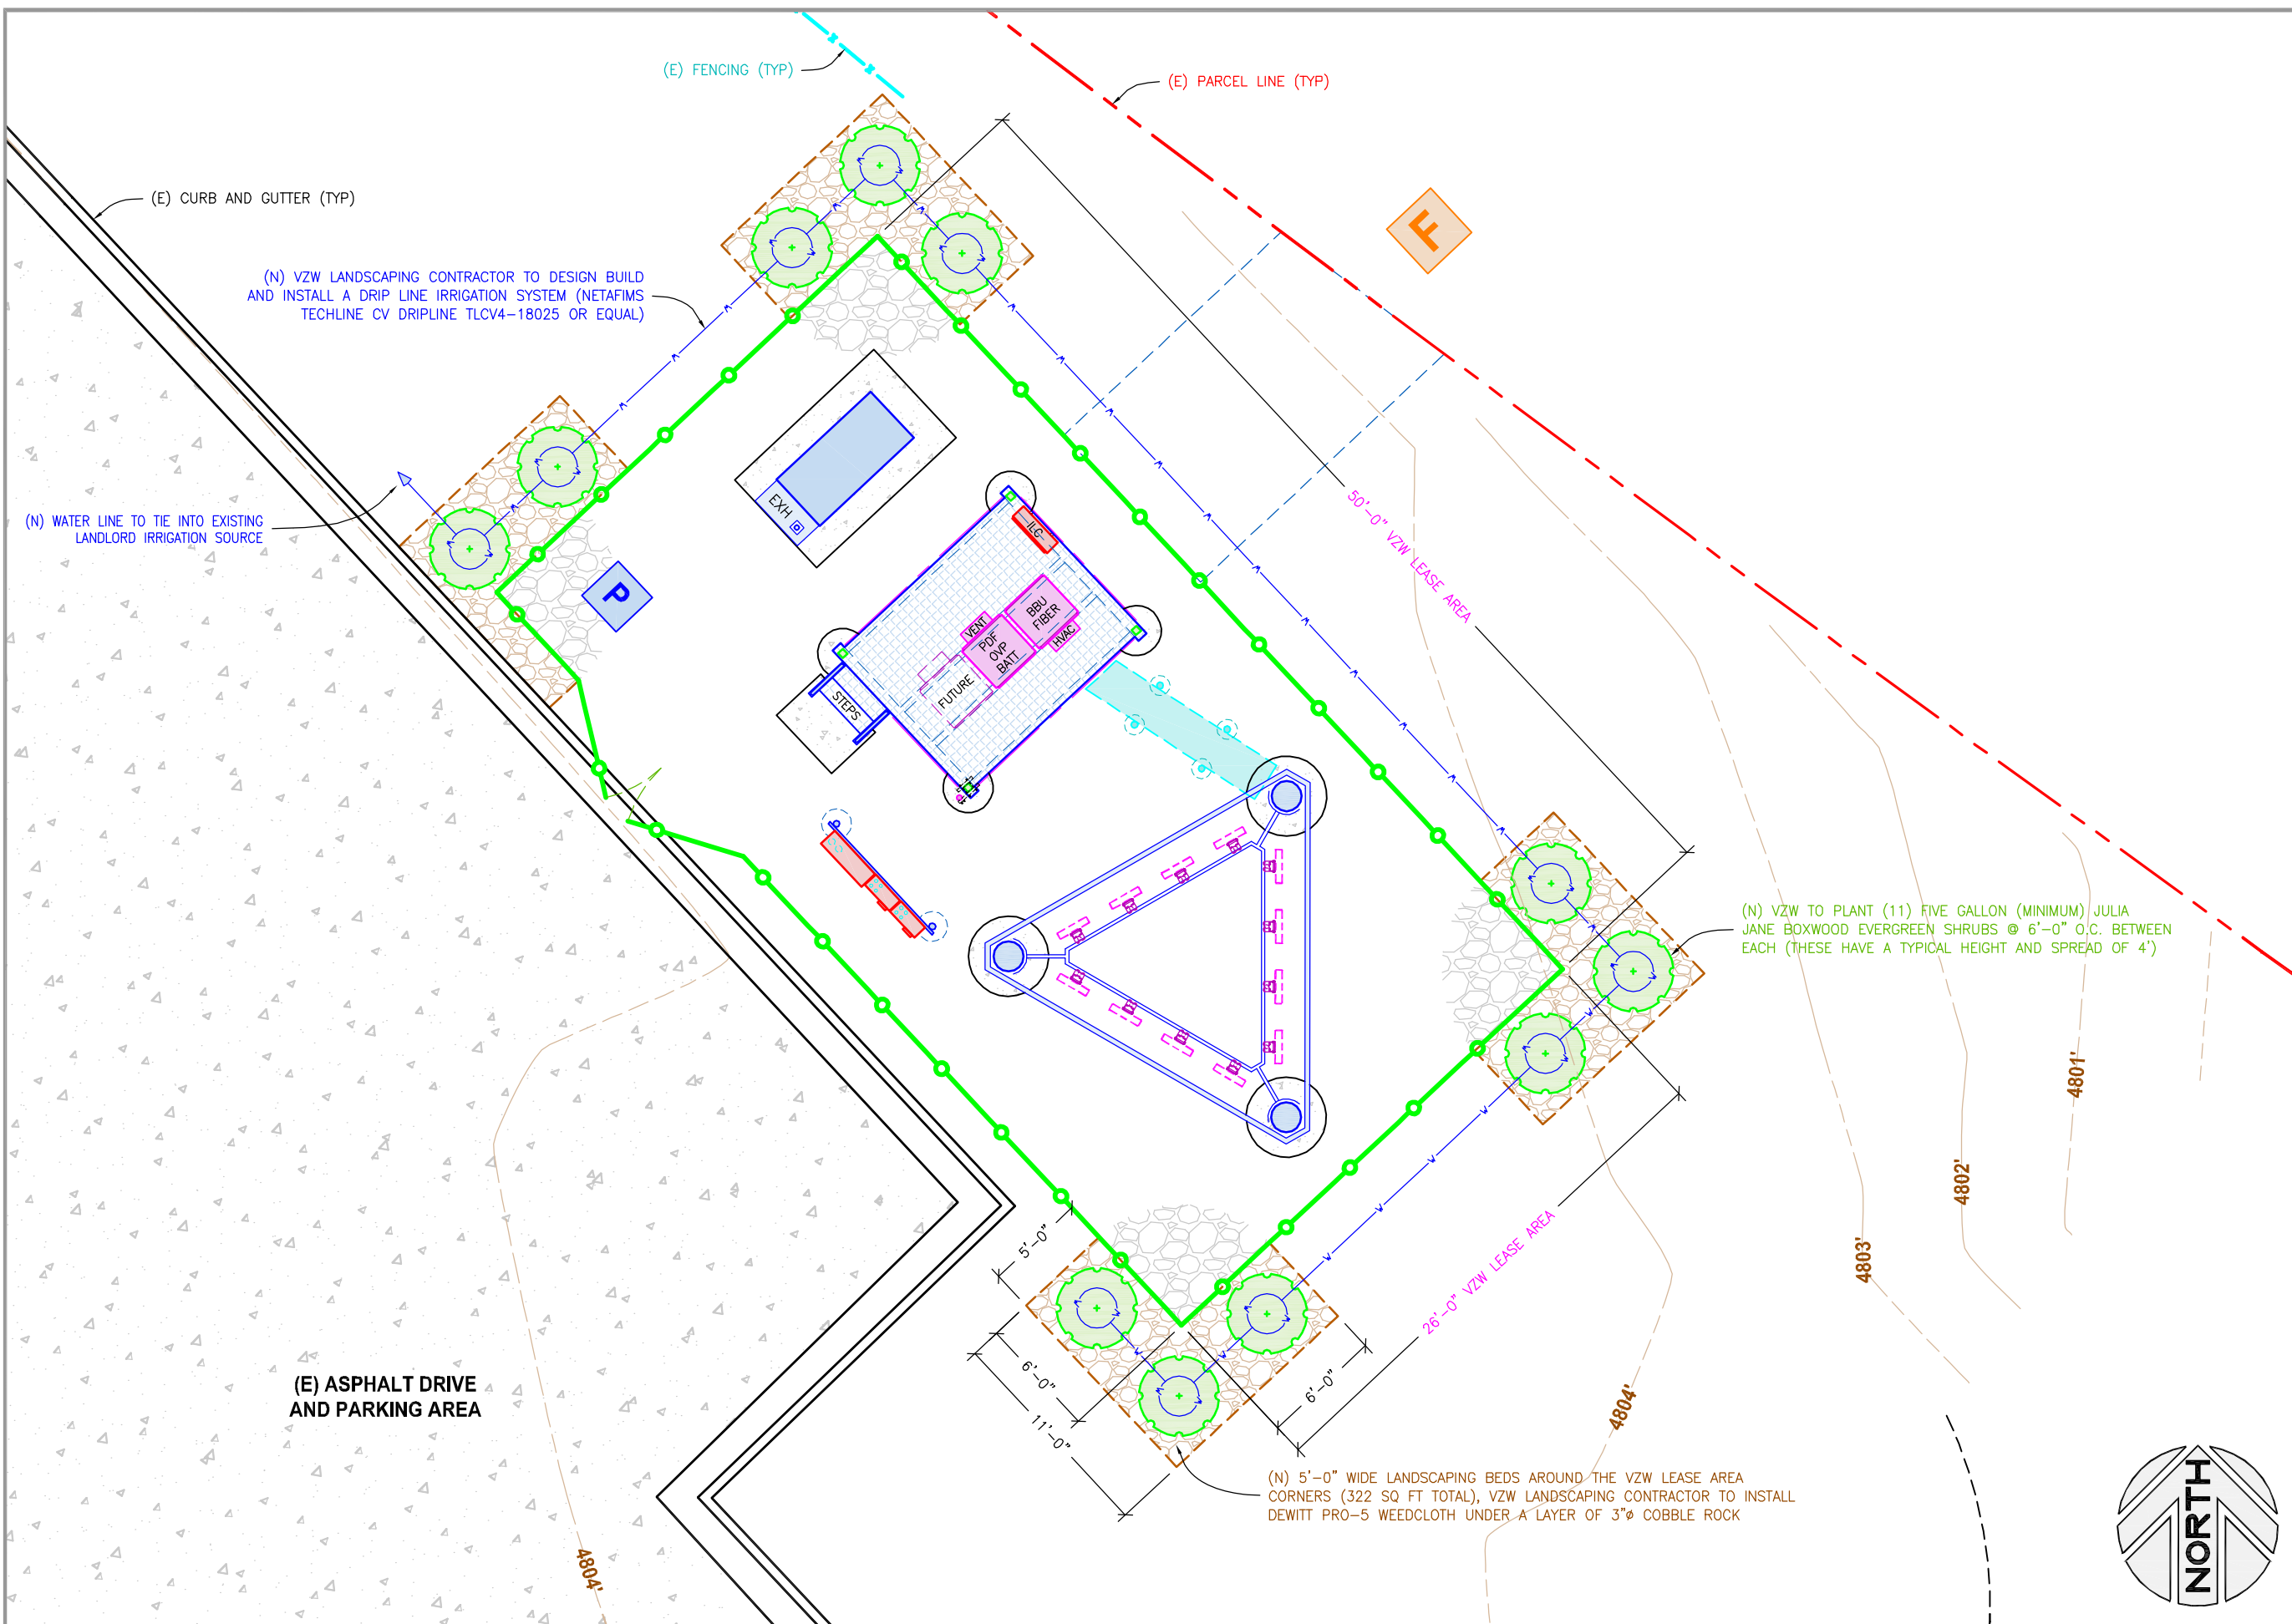 (E) FENCING (TYP)
(E) PARCEL LINE (TYP)
(E) CURB AND GUTTER (TYP)
F
(N) VZW LANDSCAPING CONTRACTOR TO DESIGN BUILD
AND INSTALL A DRIP LINE IRRIGATION SYSTEM (NETAFIMS
TECHLINE CV DRIPLINE TLCV4-18025 OR EQUAL)
(N) WATER LINE TO TIE INTO EXISTING
LANDLORD IRRIGATION SOURCE
EXH
P
ILC
50'-0" VZW LEASE AREA
BBU
FIBER
VENT
HVAC
PDF
OVP
BATT
FUTURE
STEPS
(N) VZW TO PLANT (11) FIVE GALLON (MINIMUM) JULIA
JANE BOXWOOD EVERGREEN SHRUBS @ 6'-0" O.C. BETWEEN
EACH (THESE HAVE A TYPICAL HEIGHT AND SPREAD OF 4')
4801'
4802'
4803'
4804'
5'-0"
26'-0" VZW LEASE AREA
6'-0"
6'-0"
11'-0"
(E) ASPHALT DRIVE
AND PARKING AREA
(N) 5'-0" WIDE LANDSCAPING BEDS AROUND THE VZW LEASE AREA
CORNERS (322 SQ FT TOTAL), VZW LANDSCAPING CONTRACTOR TO INSTALL
DEWITT PRO-5 WEEDCLOTH UNDER A LAYER OF 3"ø COBBLE ROCK
4804'
NORTH